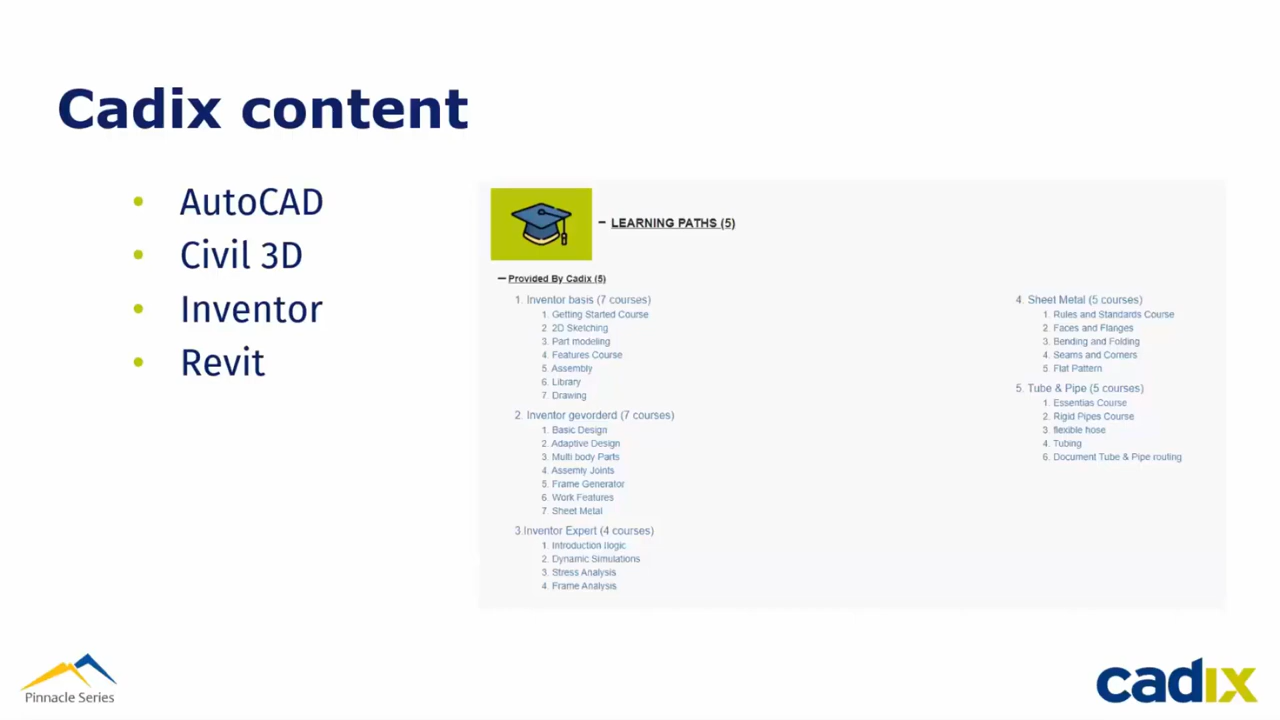 Cadix content
• AutoCAD
• Civil 3D
• Inventor
• Revit
– LEARNING PATHS (5)
— Provided By Cadix (5)
1. Inventor basis (7 courses)
1. Getting Started Course
2. 2D Sketching
3. Part modeling
4. Features Course
5. Assembly
6. Library
7. Drawing
2. Inventor gevorderd (7 courses)
1. Basic Design
2. Adaptive Design
3. Multi body Parts
4. Assemly Joints
5. Frame Generator
6. Work Features
7. Sheet Metal
3.Inventor Expert (4 courses)
1. Introduction Ilogic
2. Dynamic Simulations
3. Stress Analysis
4. Frame Analysis
4. Sheet Metal (5 courses)
1. Rules and Standards Course
2. Faces and Flanges
3. Bending and Folding
4. Seams and Corners
5. Flat Pattern
5. Tube & Pipe (5 courses)
1. Essentias Course
2. Rigid Pipes Course
3. flexible hose
4. Tubing
6. Document Tube & Pipe routing
Pinnacle Series
cadix